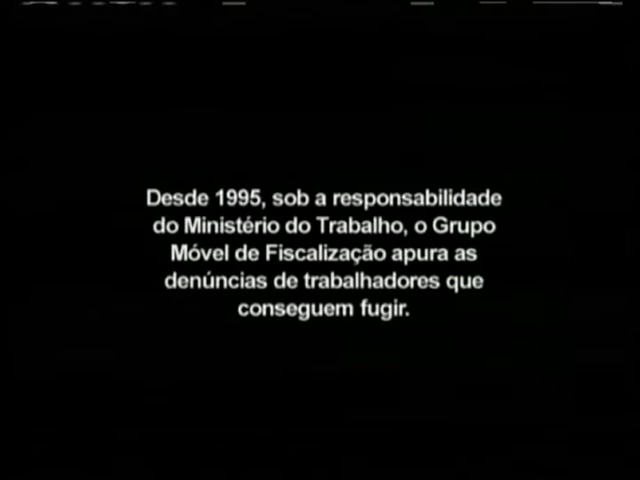 Desde 1995, sob a responsabilidade
do Ministério do Trabalho, o Grupo
Móvel de Fiscalização apura as
denúncias de trabalhadores que
conseguem fugir.